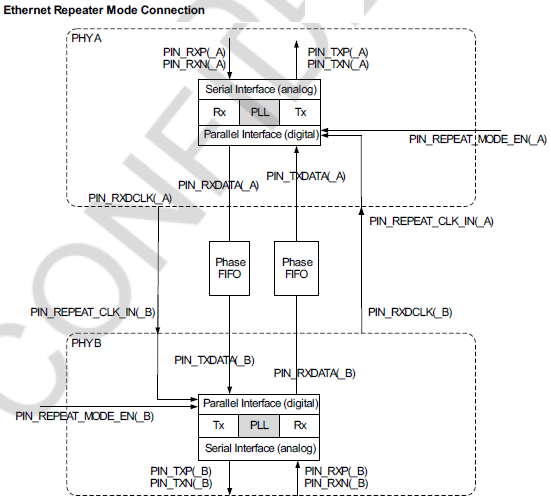 Ethernet Repeater Mode Connection
PHY A
PIN_RXP(_A)
PIN_RXN(_A)
PIN_TXP(_A)
PIN_TXN(_A)
Serial Interface (analog)
Rx PLL Tx
Parallel Interface (digital)
PIN_REPEAT_MODE_EN(_A)
PIN_RXDATA(_A)
PIN_TXDATA(_A)
PIN_RXDCLK(_A)
PIN_REPEAT_CLK_IN(_A)
Phase
FIFO
Phase
FIFO
PIN_REPEAT_CLK_IN(_B)
PIN_RXDCLK(_B)
PHY B
PIN_TXDATA(_B)
PIN_RXDATA(_B)
Parallel Interface (digital)
PIN_REPEAT_MODE_EN(_B)
Tx PLL Rx
Serial Interface (analog)
PIN_TXP(_B)
PIN_TXN(_B)
PIN_RXP(_B)
PIN_RXN(_B)
CONFID